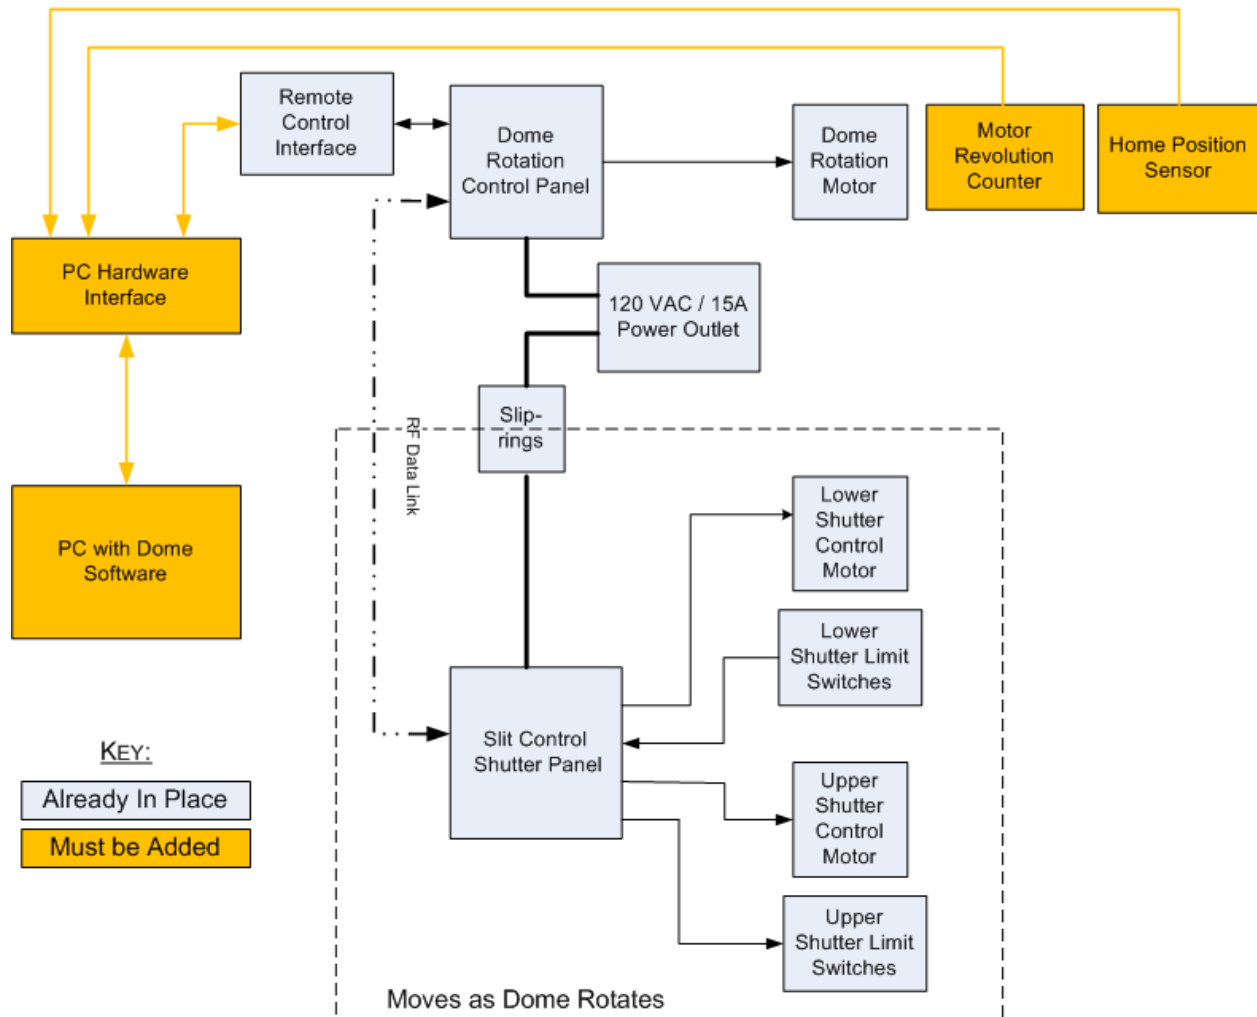 Remote
Control
Interface
Dome
Rotation
Control Panel
Dome
Rotation
Motor
Motor
Revolution
Counter
Home Position
Sensor
PC Hardware
Interface
120 VAC / 15A
Power Outlet
Slip-
rings
RF Data Link
PC with Dome
Software
Lower
Shutter
Control
Motor
Lower
Shutter Limit
Switches
Slit Control
Shutter Panel
Upper
Shutter
Control
Motor
Upper
Shutter Limit
Switches
KEY:
Already In Place
Must be Added
Moves as Dome Rotates